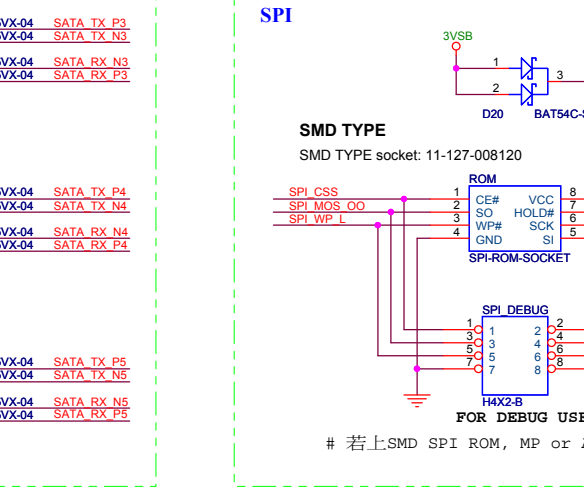 VX-04 SATA_TX_P3
VX-04 SATA_TX_N3
VX-04 SATA_RX_N3
VX-04 SATA_RX_P3
VX-04 SATA_TX_P4
VX-04 SATA_TX_N4
VX-04 SATA_RX_N4
VX-04 SATA_RX_P4
VX-04 SATA_TX_P5
VX-04 SATA_TX_N5
VX-04 SATA_RX_N5
VX-04 SATA_RX_P5
SPI
3VSB
1
2
3
D20 BAT54C-
SMD TYPE
SMD TYPE socket: 11-127-008120
ROM
SPI_CSS 1 CE# VCC 8
SPI_MOS_OO 2 SO HOLD# 7
SPI_WP_L 3 WP# SCK 6
4 GND SI 5
SPI-ROM-SOCKET
SPI_DEBUG
1 1 2 2
3 3 4 4
5 5 6 6
7 7 8 8
H4X2-B
FOR DEBUG USE
# 若上SMD SPI ROM, MP or